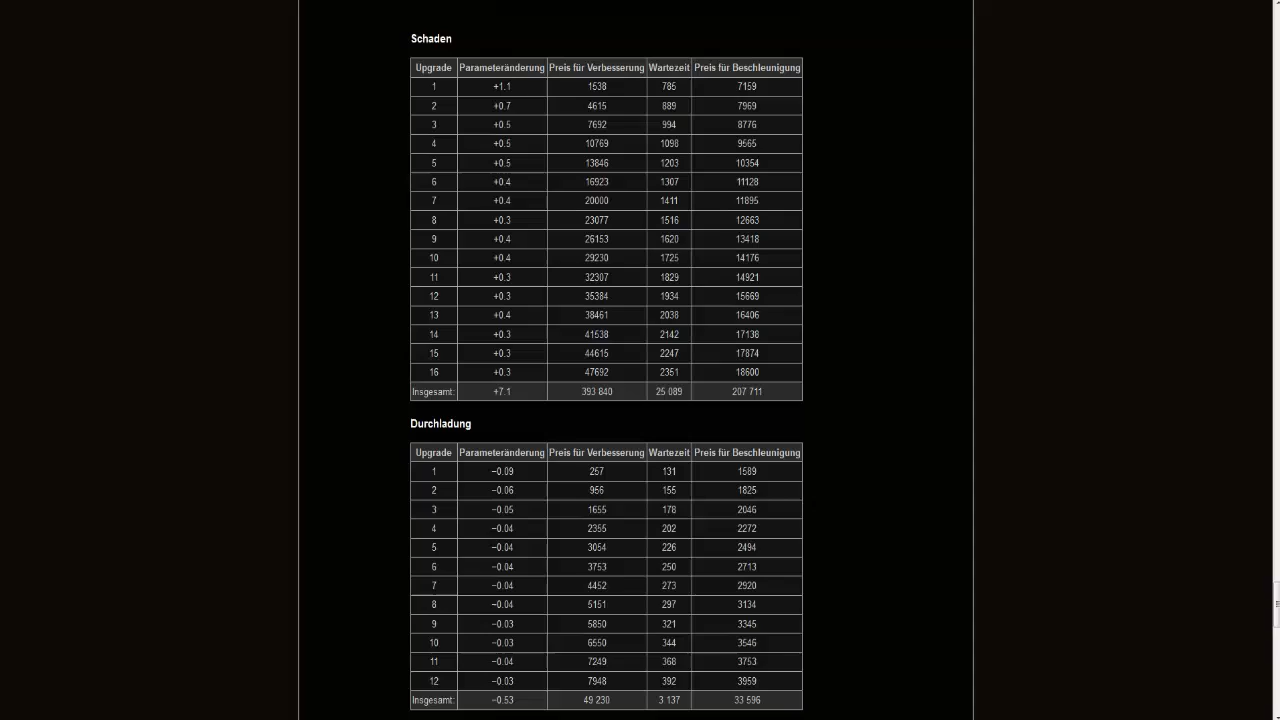 Schaden
Upgrade Parameteränderung Preis für Verbesserung Wartezeit Preis für Beschleunigung
1 +1.1 1538 785 7159
2 +0.7 4615 889 7969
3 +0.5 7692 994 8776
4 +0.5 10769 1098 9565
5 +0.5 13846 1203 10354
6 +0.4 16923 1307 11128
7 +0.4 20000 1411 11895
8 +0.3 23077 1516 12663
9 +0.4 26153 1620 13418
10 +0.4 29230 1725 14176
11 +0.3 32307 1829 14921
12 +0.3 35384 1934 15669
13 +0.4 38461 2038 16406
14 +0.3 41538 2142 17138
15 +0.3 44615 2247 17874
16 +0.3 47692 2351 18600
Insgesamt: +7.1 393 840 25 089 207 711
Durchladung
Upgrade Parameteränderung Preis für Verbesserung Wartezeit Preis für Beschleunigung
1 −0.09 257 131 1589
2 −0.06 956 155 1825
3 −0.05 1655 178 2046
4 −0.04 2355 202 2272
5 −0.04 3054 226 2494
6 −0.04 3753 250 2713
7 −0.04 4452 273 2920
8 −0.04 5151 297 3134
9 −0.03 5850 321 3345
10 −0.03 6550 344 3546
11 −0.04 7249 368 3753
12 −0.03 7948 392 3959
Insgesamt: −0.53 49 230 3 137 33 596